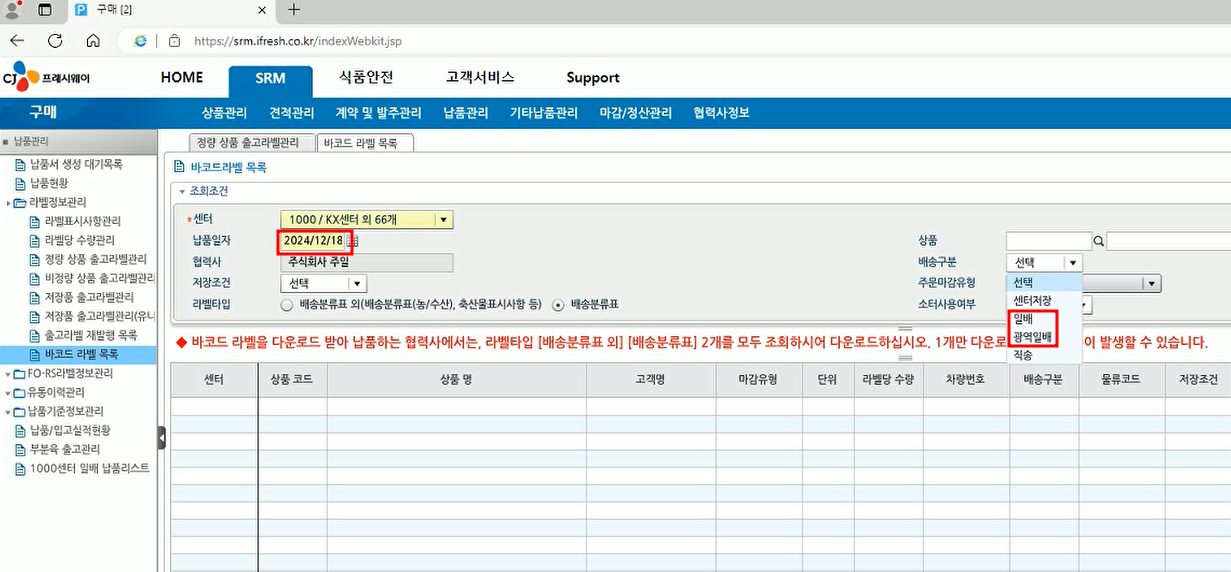 구매 [2]
https://srm.ifresh.co.kr/indexWebkit.jsp
CJ 프레시웨이
HOME SRM 식품안전 고객서비스 Support
구매 상품관리 견적관리 계약 및 발주관리 납품관리 기타납품관리 마감/정산관리 협력사정보
납품관리
납품서 생성 대기목록
납품현황
라벨정보관리
라벨표시사항관리
라벨당 수량관리
정량 상품 출고라벨관리
비정량 상품 출고라벨관리
저장품 출고라벨관리
저장품 출고라벨관리(유니
출고라벨 재발행 목록
바코드 라벨 목록
FO-RS라벨정보관리
유통이력관리
납품기준정보관리
납품/입고실적현황
부분육 출고관리
1000센터 일배 납품리스트
정량 상품 출고라벨관리 바코드 라벨 목록
바코드라벨 목록
조회조건
*센터 1000 / KX센터 외 66개
납품일자 2024/12/18 상품
협력사 주식회사 주일 배송구분 선택
저장조건 선택 주문마감유형
라벨타입 배송분류표 외(배송분류표(농/수산), 축산물표시사항 등) 배송분류표 소터사용여부
선택
센터저장
일배
광역일배
직송
◆ 바코드 라벨을 다운로드 받아 납품하는 협력사에서는, 라벨타입 [배송분류표 외] [배송분류표] 2개를 모두 조회하시어 다운로드하십시오. 1개만 다운로 이 발생할 수 있습니다.
센터 상품 코드 상품 명 고객명 마감유형 단위 라벨당 수량 차량번호 배송구분 물류코드 저장조건